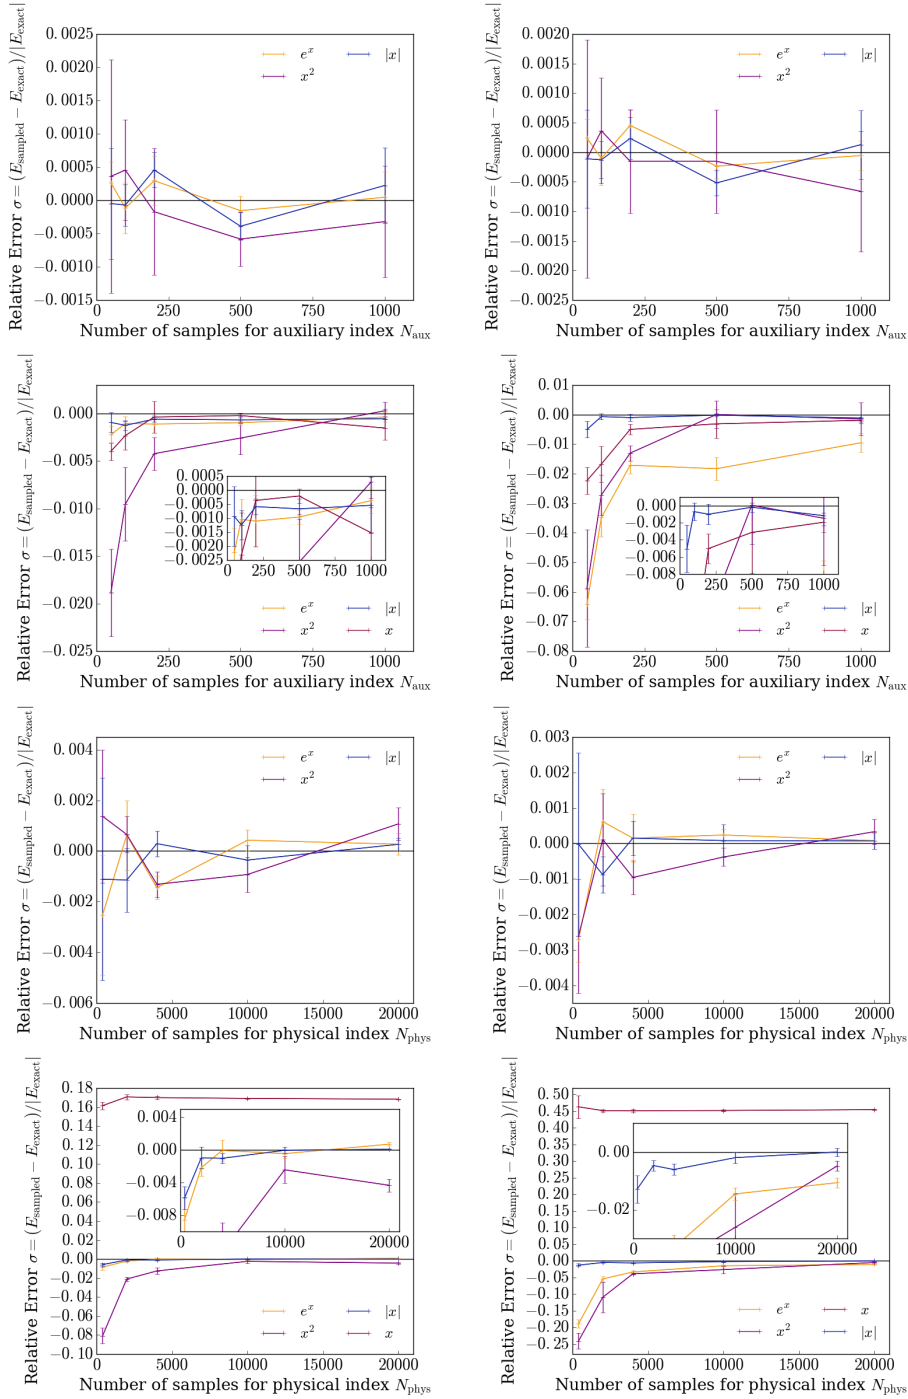 Relative Error σ = (E_sampled − E_exact)/|E_exact|
0.0025
0.0020
0.0015
0.0010
0.0005
0.0000
−0.0005
−0.0010
−0.0015
e^x |x|
x^2
0 250 500 750 1000
Number of samples for auxiliary index N_aux
Relative Error σ = (E_sampled − E_exact)/|E_exact|
0.0020
0.0015
0.0010
0.0005
0.0000
−0.0005
−0.0010
−0.0015
−0.0020
−0.0025
e^x |x|
x^2
0 250 500 750 1000
Number of samples for auxiliary index N_aux
Relative Error σ = (E_sampled − E_exact)/|E_exact|
0.000
−0.005
−0.010
−0.015
−0.020
−0.025
0.0005
0.0000
−0.0005
−0.0010
−0.0015
−0.0020
−0.0025
0 250 500 750 1000
e^x |x|
x^2 x
0 250 500 750 1000
Number of samples for auxiliary index N_aux
Relative Error σ = (E_sampled − E_exact)/|E_exact|
0.01
0.00
−0.01
−0.02
−0.03
−0.04
−0.05
−0.06
−0.07
−0.08
0.000
−0.002
−0.004
−0.006
−0.008
0 250 500 750 1000
e^x |x|
x^2 x
0 250 500 750 1000
Number of samples for auxiliary index N_aux
Relative Error σ = (E_sampled − E_exact)/|E_exact|
0.004
0.002
0.000
−0.002
−0.004
−0.006
e^x |x|
x^2
0 5000 10000 15000 20000
Number of samples for physical index N_phys
Relative Error σ = (E_sampled − E_exact)/|E_exact|
0.003
0.002
0.001
0.000
−0.001
−0.002
−0.003
−0.004
e^x |x|
x^2
0 5000 10000 15000 20000
Number of samples for physical index N_phys
Relative Error σ = (E_sampled − E_exact)/|E_exact|
0.18
0.16
0.14
0.12
0.10
0.08
0.06
0.04
0.02
0.00
−0.02
−0.04
−0.06
−0.08
−0.10
0.004
0.000
−0.004
−0.008
0 10000 20000
e^x |x|
x^2 x
0 5000 10000 15000 20000
Number of samples for physical index N_phys
Relative Error σ = (E_sampled − E_exact)/|E_exact|
0.50
0.45
0.40
0.35
0.30
0.25
0.20
0.15
0.10
0.05
0.00
−0.05
−0.10
−0.15
−0.20
−0.25
0.00
−0.02
0 10000 20000
e^x x
x^2 |x|
0 5000 10000 15000 20000
Number of samples for physical index N_phys